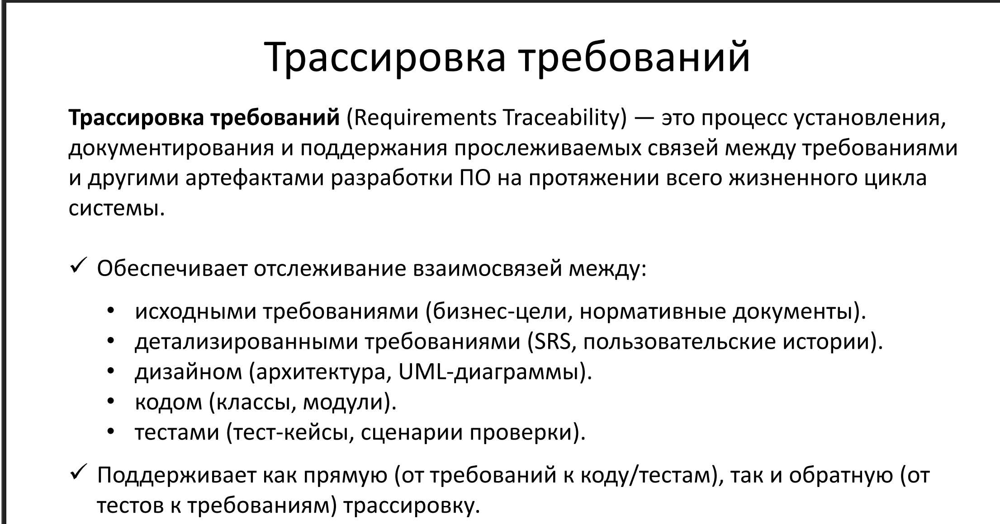 Трассировка требований
Трассировка требований (Requirements Traceability) — это процесс установления,
документирования и поддержания прослеживаемых связей между требованиями
и другими артефактами разработки ПО на протяжении всего жизненного цикла
системы.
✓ Обеспечивает отслеживание взаимосвязей между:
• исходными требованиями (бизнес-цели, нормативные документы).
• детализированными требованиями (SRS, пользовательские истории).
• дизайном (архитектура, UML-диаграммы).
• кодом (классы, модули).
• тестами (тест-кейсы, сценарии проверки).
✓ Поддерживает как прямую (от требований к коду/тестам), так и обратную (от
тестов к требованиям) трассировку.